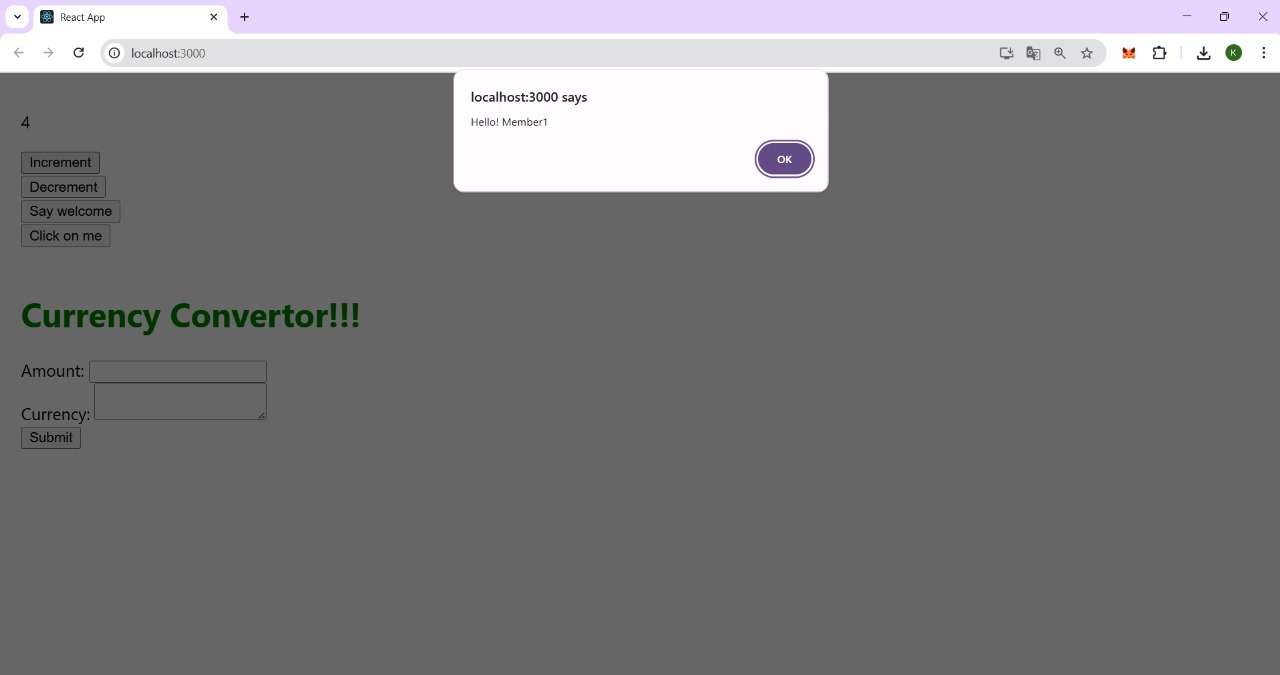 React App
localhost:3000
K
localhost:3000 says
Hello! Member1
OK
4
Increment
Decrement
Say welcome
Click on me
Currency Convertor!!!
Amount:
Currency:
Submit